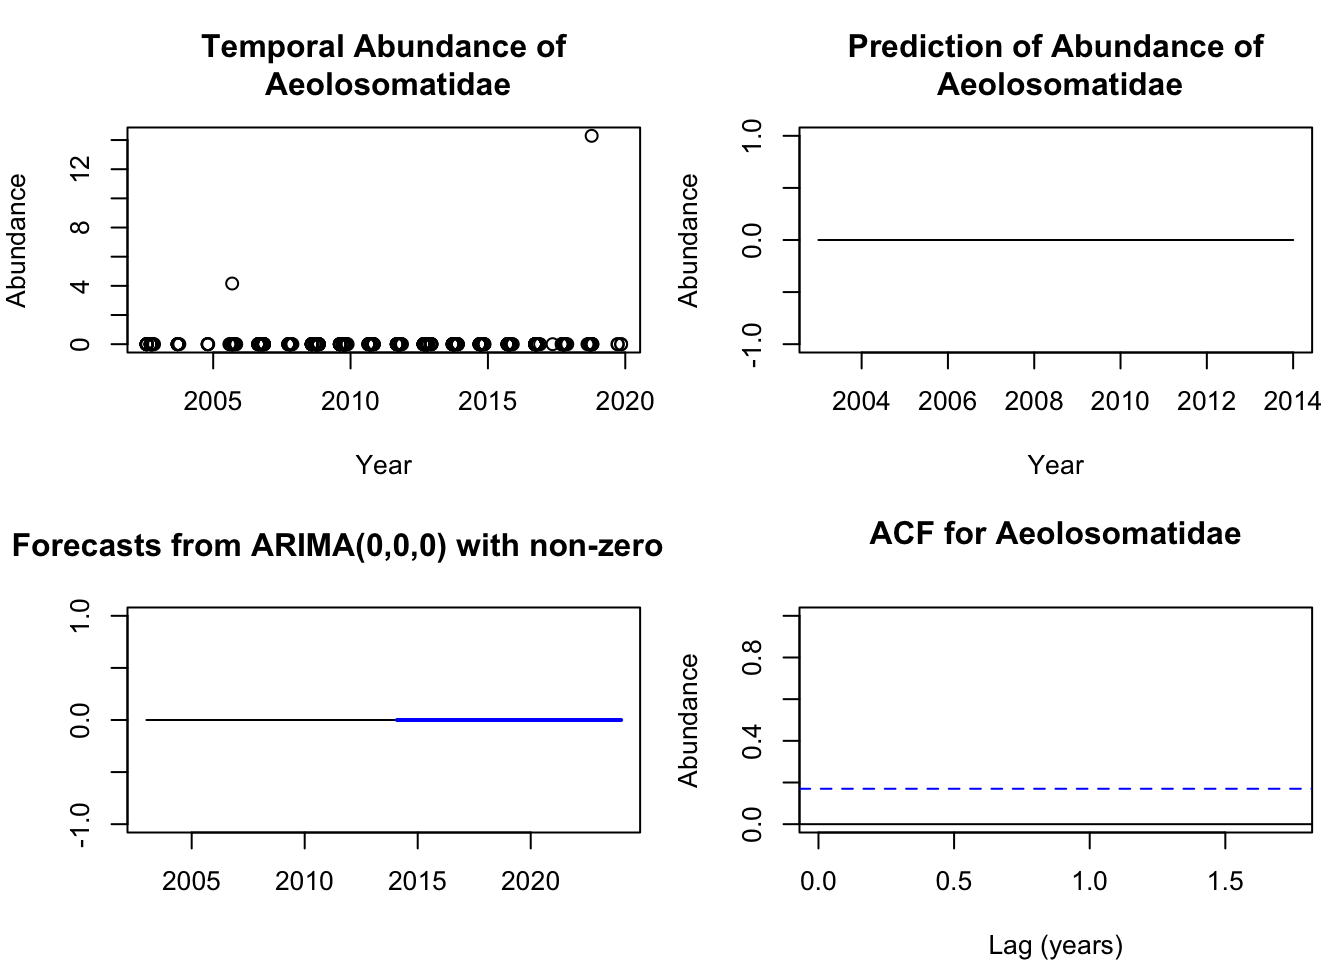 Temporal Abundance of
Aeolosomatidae
Abundance
12
8
4
0
2005 2010 2015 2020
Year
Prediction of Abundance of
Aeolosomatidae
Abundance
1.0
0.0
-1.0
2004 2006 2008 2010 2012 2014
Year
Forecasts from ARIMA(0,0,0) with non-zero
1.0
0.0
-1.0
2005 2010 2015 2020
ACF for Aeolosomatidae
Abundance
0.8
0.4
0.0
0.0 0.5 1.0 1.5
Lag (years)